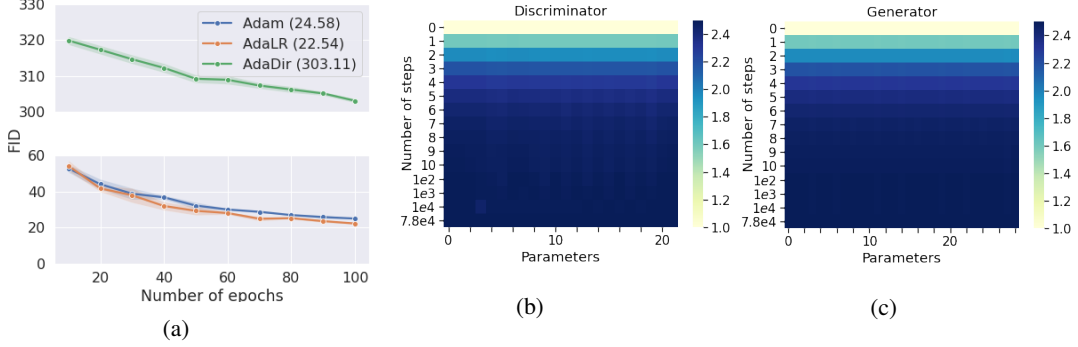 330
320
310
300
Adam (24.58)
AdaLR (22.54)
AdaDir (303.11)
FID
60
40
20
0
20 40 60 80 100
Number of epochs
(a)
Discriminator
Number of steps
0
1
2
3
4
5
6
7
8
9
10
1e2
1e3
1e4
7.8e4
0 10 20
Parameters
2.4
2.2
2.0
1.8
1.6
1.4
1.2
1.0
(b)
Generator
Number of steps
0
1
2
3
4
5
6
7
8
9
10
1e2
1e3
1e4
7.8e4
0 10 20
Parameters
2.4
2.2
2.0
1.8
1.6
1.4
1.2
1.0
(c)